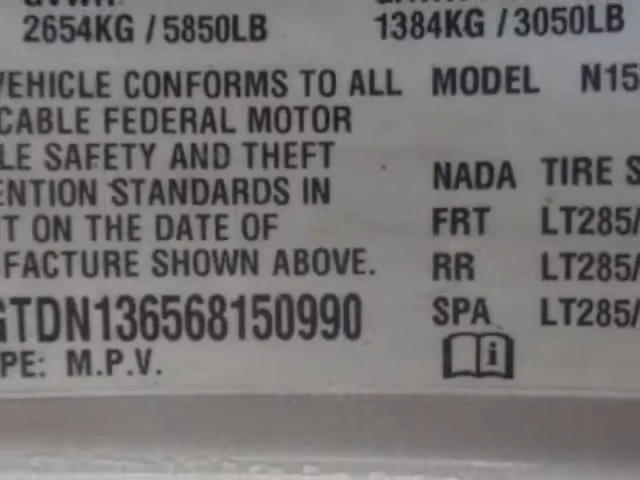 2654KG / 5850LB 1384KG / 3050LB
VEHICLE CONFORMS TO ALL MODEL N15
CABLE FEDERAL MOTOR
LE SAFETY AND THEFT
ENTION STANDARDS IN NADA TIRE S
T ON THE DATE OF FRT LT285/
FACTURE SHOWN ABOVE. RR LT285/
GTDN136568150990 SPA LT285/
PE: M.P.V.